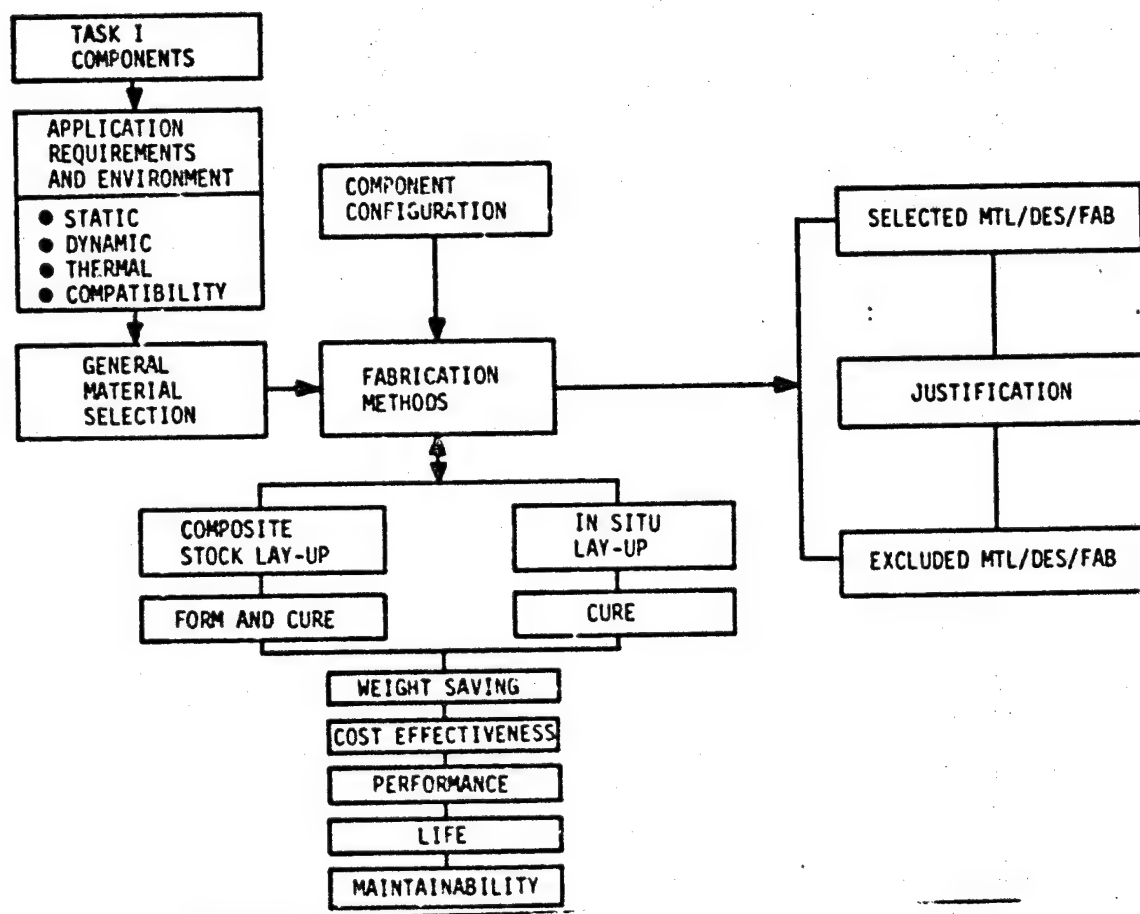 TASK I
COMPONENTS
APPLICATION
REQUIREMENTS
AND ENVIRONMENT
● STATIC
● DYNAMIC
● THERMAL
● COMPATIBILITY
GENERAL
MATERIAL
SELECTION
COMPONENT
CONFIGURATION
FABRICATION
METHODS
COMPOSITE
STOCK LAY-UP
IN SITU
LAY-UP
FORM AND CURE
CURE
WEIGHT SAVING
COST EFFECTIVENESS
PERFORMANCE
LIFE
MAINTAINABILITY
SELECTED MTL/DES/FAB
JUSTIFICATION
EXCLUDED MTL/DES/FAB